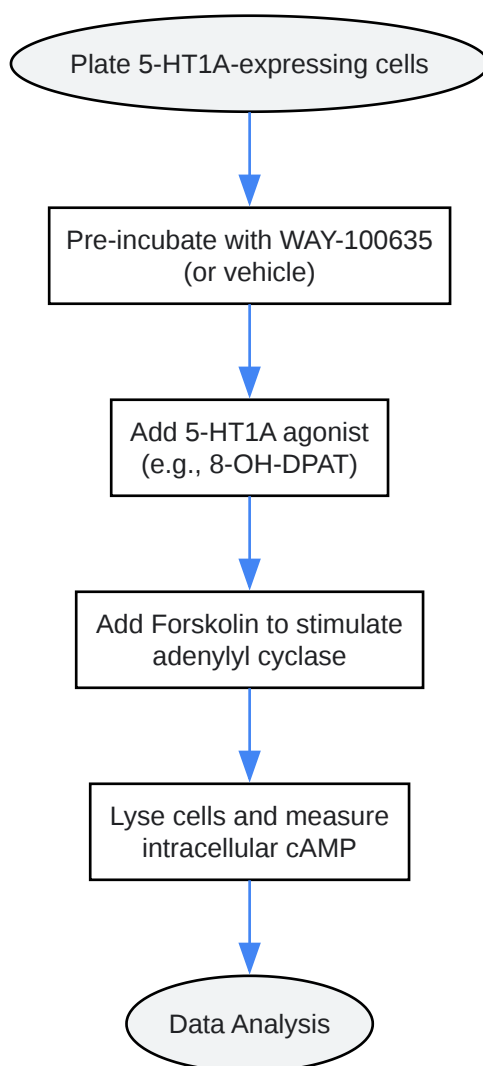 Plate 5-HT1A-expressing cells
Pre-incubate with WAY-100635
(or vehicle)
Add 5-HT1A agonist
(e.g., 8-OH-DPAT)
Add Forskolin to stimulate
adenylyl cyclase
Lyse cells and measure
intracellular cAMP
Data Analysis